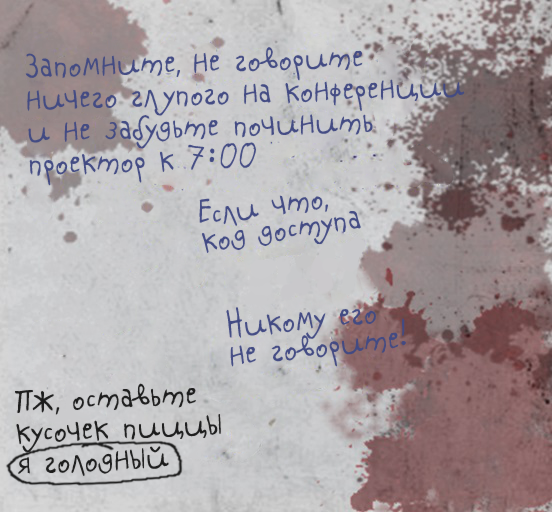 Запомните, не говорите
ничего глупого на конференции
и не забудьте починить
проектор к 7:00
Если что,
код доступа
Никому его
не говорите!
ПЖ, оставьте
кусочек пиццы
я голодный